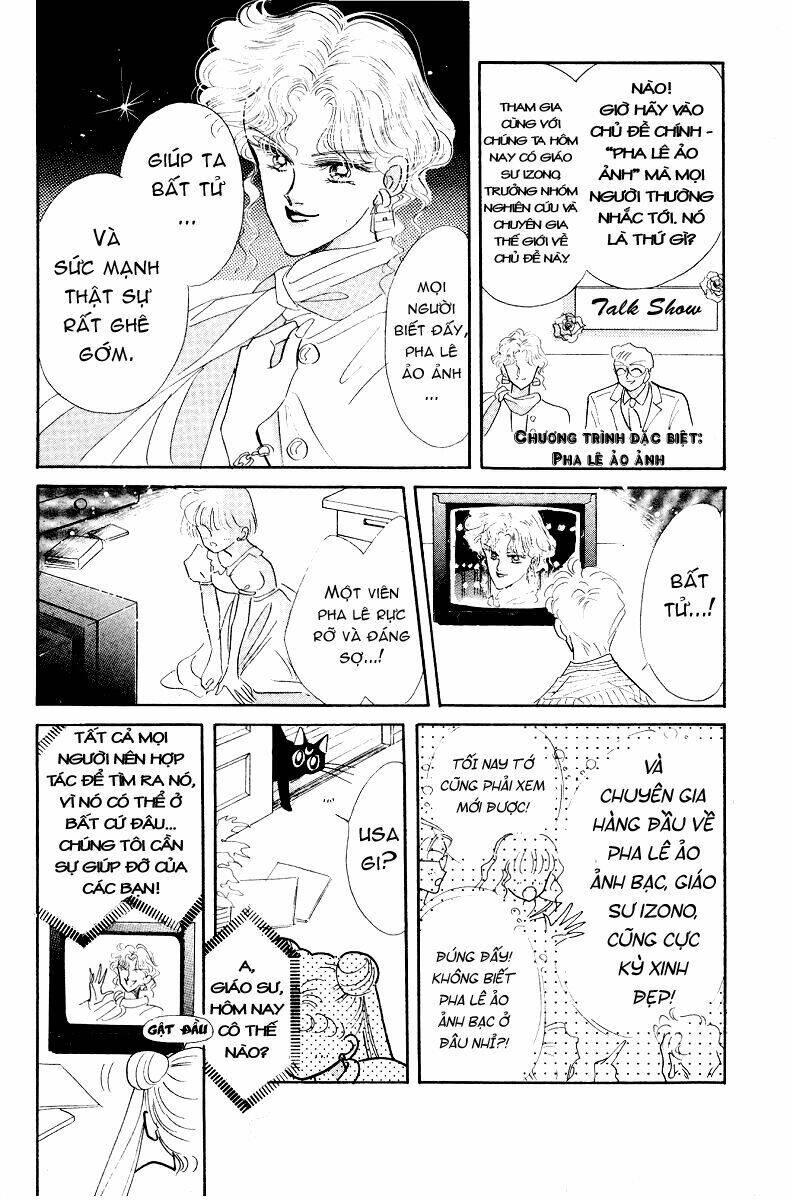 NÀO!
GIỜ HÃY VÀO
CHỦ ĐỀ CHÍNH -
“PHA LÊ ẢO
ẢNH” MÀ MỌI
NGƯỜI THƯỜNG
NHẮC TỚI. NÓ
LÀ THỨ GÌ?
THAM GIA
CÙNG VỚI
CHÚNG TA HÔM
NAY CÓ GIÁO
SƯ IZONO,
TRƯỞNG NHÓM
NGHIÊN CỨU VÀ
CHUYÊN GIA
THẾ GIỚI VỀ
CHỦ ĐỀ NÀY
Talk Show
CHƯƠNG TRÌNH ĐẶC BIỆT:
PHA LÊ ẢO ẢNH
MỌI
NGƯỜI
BIẾT ĐẤY,
PHA LÊ
ẢO ẢNH
...
GIÚP TA
BẤT TỬ
...
VÀ
SỨC MẠNH
THẬT SỰ
RẤT GHÊ
GỚM.
BẤT
TỬ...!
MỘT VIÊN
PHA LÊ RỰC
RỠ VÀ ĐÁNG
SỢ...!
VÀ
CHUYÊN GIA
HÀNG ĐẦU VỀ
PHA LÊ ẢO
ẢNH BẠC, GIÁO
SƯ IZONO,
CŨNG CỰC
KỲ XINH
ĐẸP!
TỐI NAY TỚ
CŨNG PHẢI XEM
MỚI ĐƯỢC!
ĐÚNG ĐẤY!
KHÔNG BIẾT
PHA LÊ ẢO
ẢNH BẠC Ở
ĐÂU NHỈ?!
USA
GI?
A,
GIÁO SƯ,
HÔM NAY
CÔ THẾ
NÀO?
TẤT CẢ MỌI
NGƯỜI NÊN HỢP
TÁC ĐỂ TÌM RA NÓ,
VÌ NÓ CÓ THỂ Ở
BẤT CỨ ĐÂU...
CHÚNG TÔI CẦN
SỰ GIÚP ĐỠ CỦA
CÁC BẠN!
GẬT ĐẦU